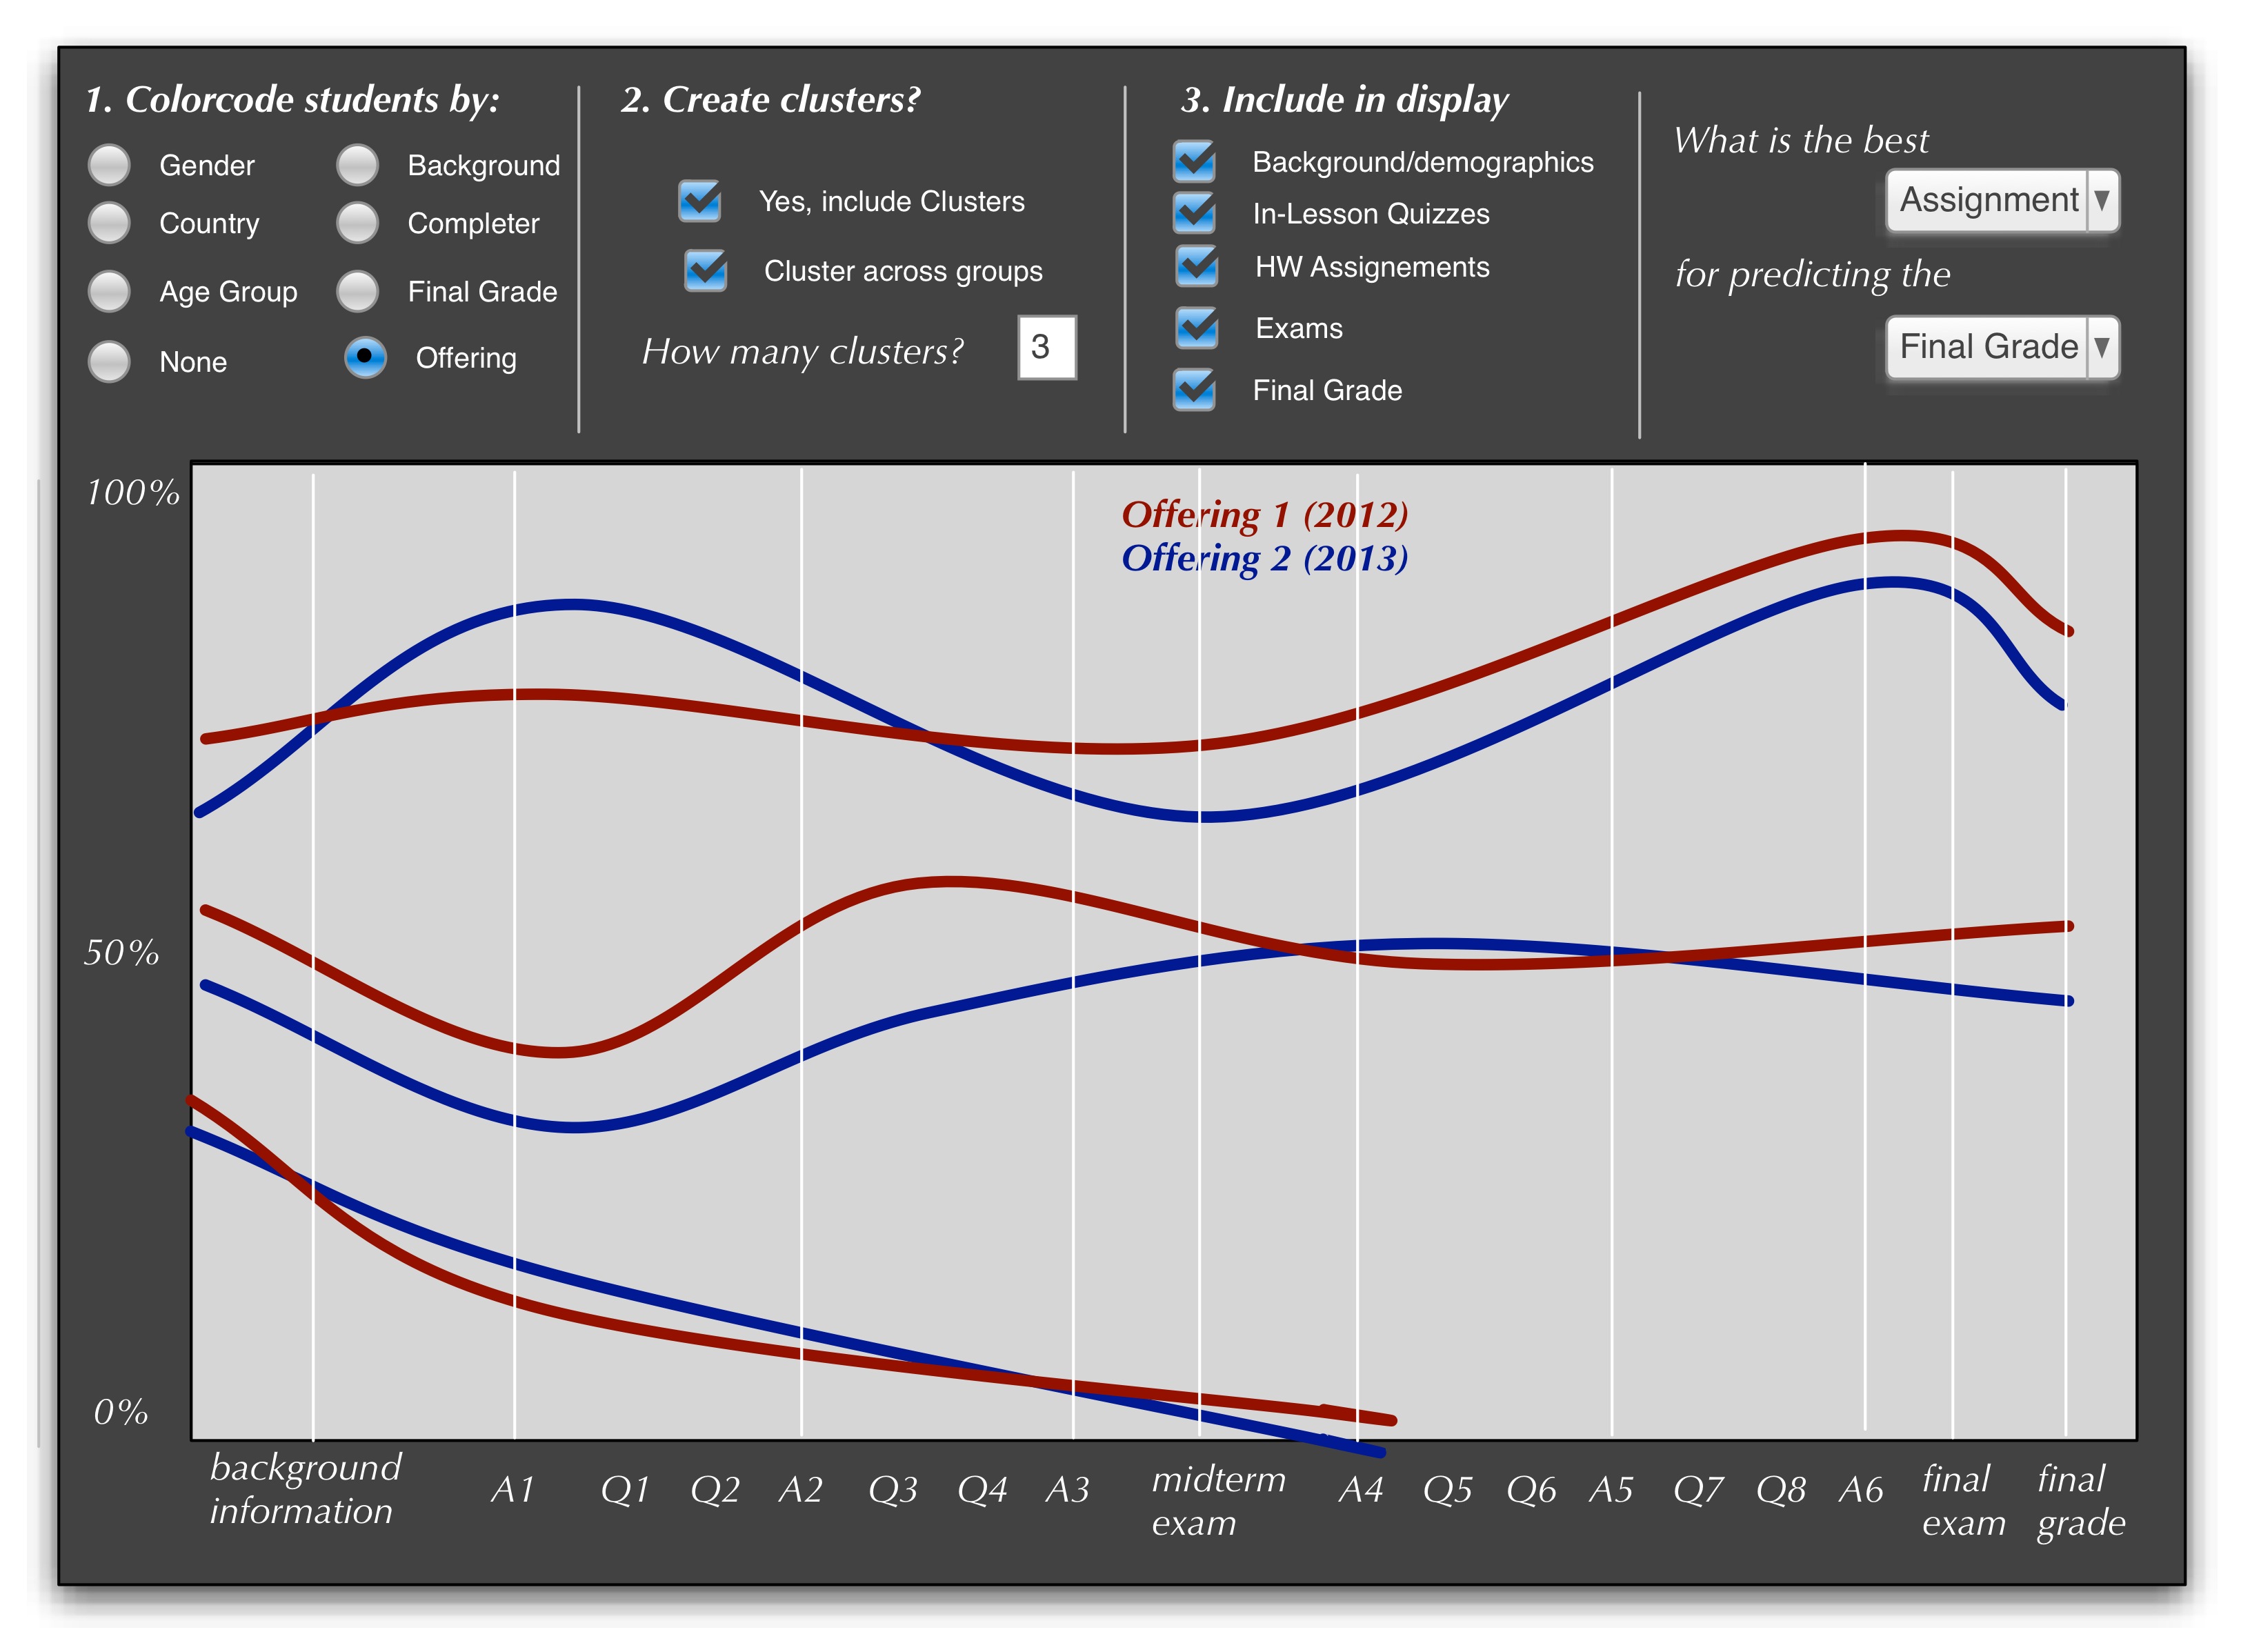 1. Colorcode students by:
Gender
Background
Country
Completer
Age Group
Final Grade
None
Offering
2. Create clusters?
Yes, include Clusters
Cluster across groups
How many clusters?
3
3. Include in display
Background/demographics
In-Lesson Quizzes
HW Assignements
Exams
Final Grade
What is the best
Assignment
for predicting the
Final Grade
100%
50%
0%
Offering 1 (2012)
Offering 2 (2013)
background
information
A1
Q1
Q2
A2
Q3
Q4
A3
midterm
exam
A4
Q5
Q6
A5
Q7
Q8
A6
final
exam
final
grade